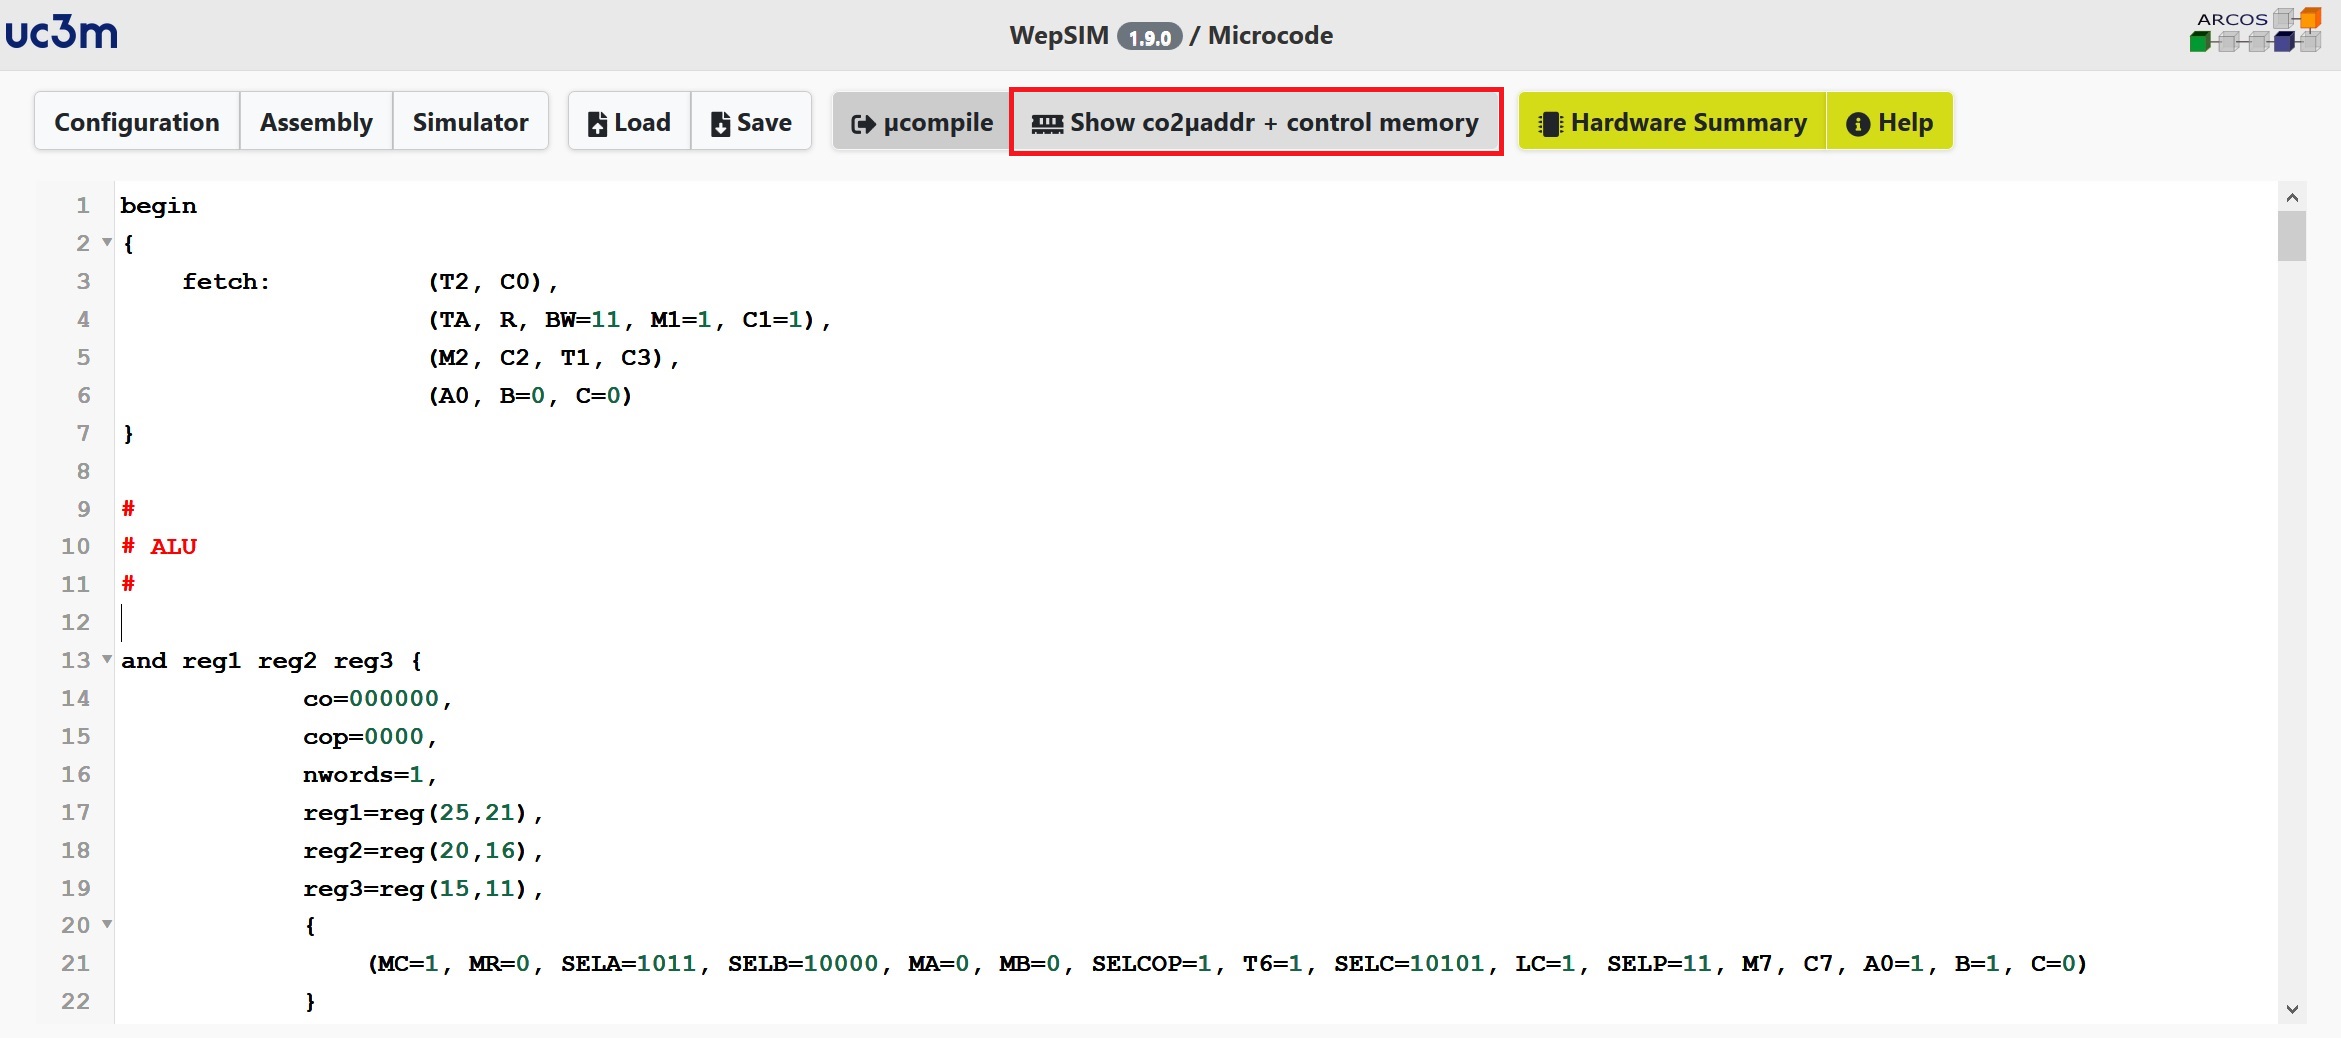 uc3m
WepSIM 1.9.0 / Microcode
ARCOS
Configuration Assembly Simulator Load Save µcompile Show co2µaddr + control memory Hardware Summary Help
1 begin
2 {
3 fetch: (T2, C0),
4 (TA, R, BW=11, M1=1, C1=1),
5 (M2, C2, T1, C3),
6 (A0, B=0, C=0)
7 }
8
9 #
10 # ALU
11 #
12
13 and reg1 reg2 reg3 {
14 co=000000,
15 cop=0000,
16 nwords=1,
17 reg1=reg(25,21),
18 reg2=reg(20,16),
19 reg3=reg(15,11),
20 {
21 (MC=1, MR=0, SELA=1011, SELB=10000, MA=0, MB=0, SELCOP=1, T6=1, SELC=10101, LC=1, SELP=11, M7, C7, A0=1, B=1, C=0)
22 }